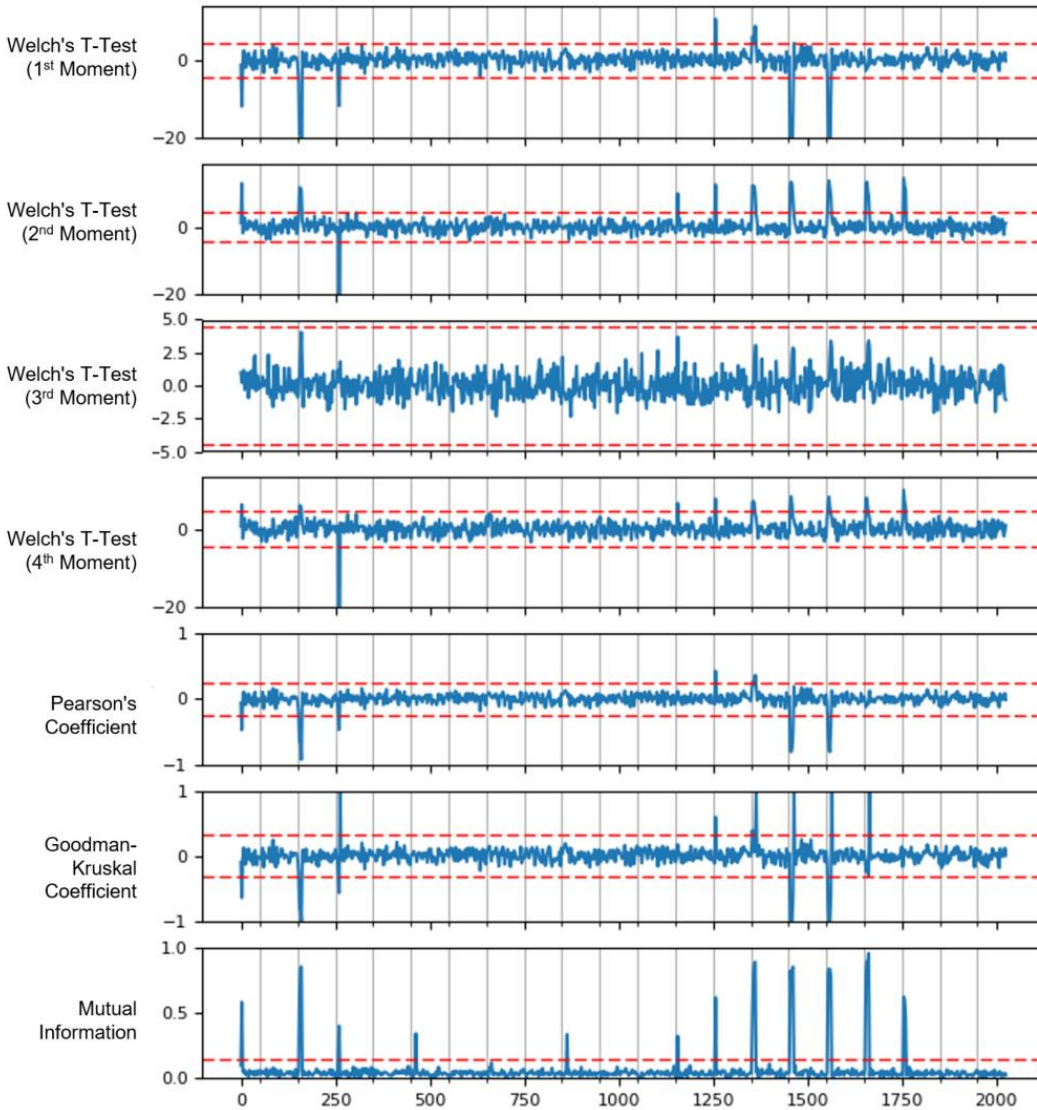 Welch's T-Test
(1st Moment)
0
−20
Welch's T-Test
(2nd Moment)
0
−20
Welch's T-Test
(3rd Moment)
5.0
2.5
0.0
−2.5
−5.0
Welch's T-Test
(4th Moment)
0
−20
Pearson's
Coefficient
1
0
−1
Goodman-
Kruskal
Coefficient
1
0
−1
Mutual
Information
1.0
0.5
0.0
0 250 500 750 1000 1250 1500 1750 2000